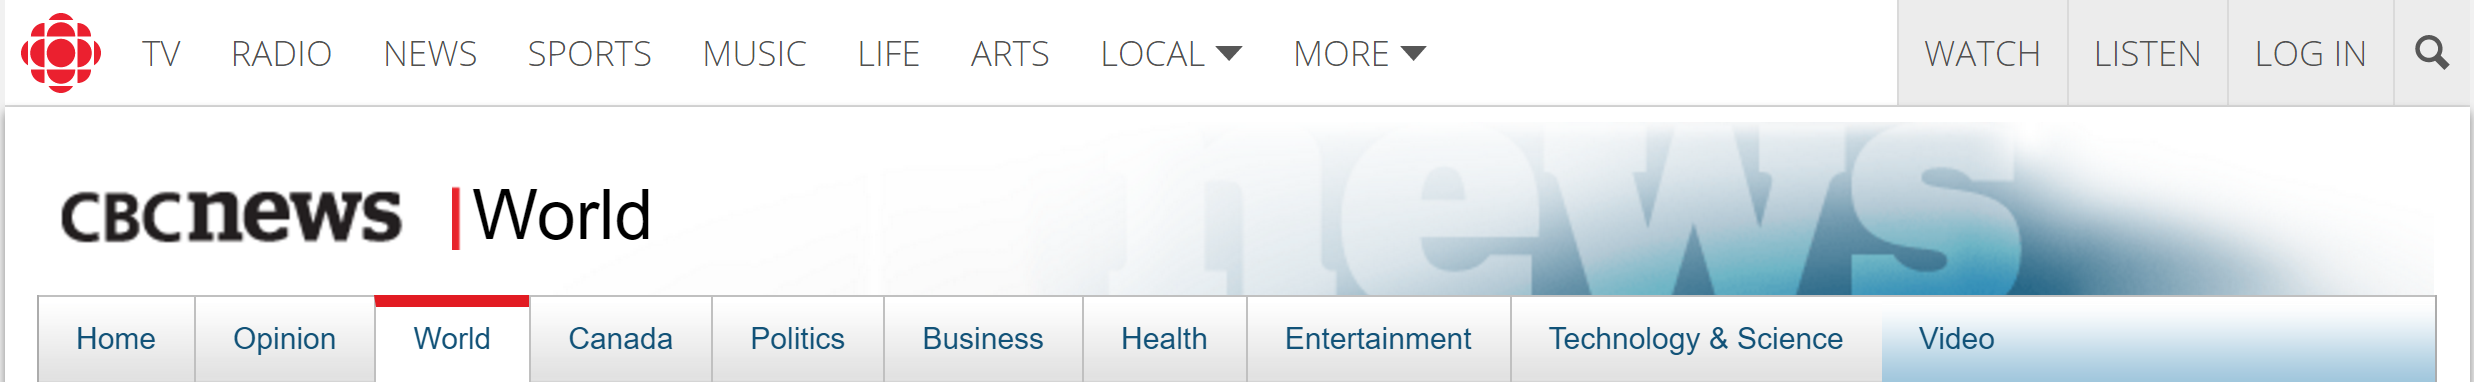 TV RADIO NEWS SPORTS MUSIC LIFE ARTS LOCAL MORE WATCH LISTEN LOG IN
news
CBCnews | World
Home Opinion World Canada Politics Business Health Entertainment Technology & Science Video